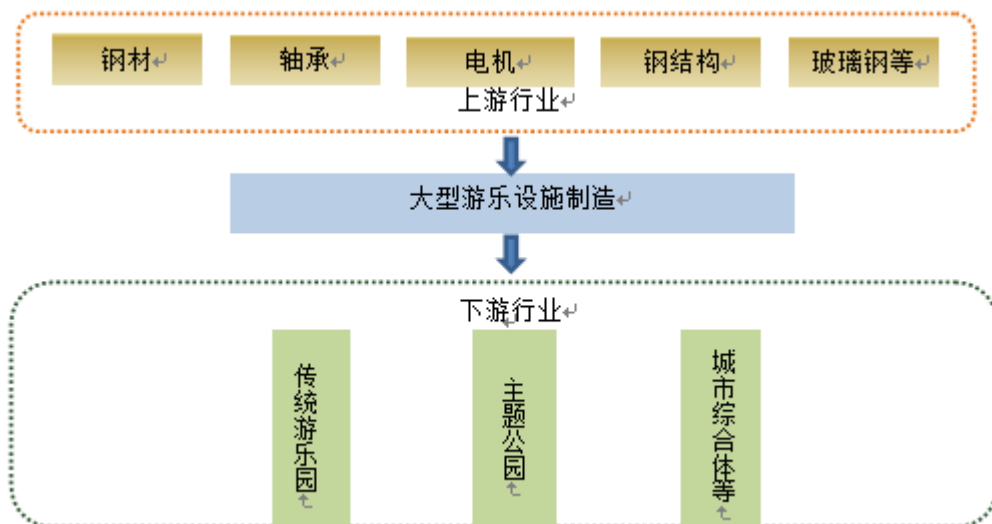 钢材
轴承
电机
钢结构
玻璃钢等
上游行业
大型游乐设施制造
下游行业
传统游乐园
主题公园
城市综合体等